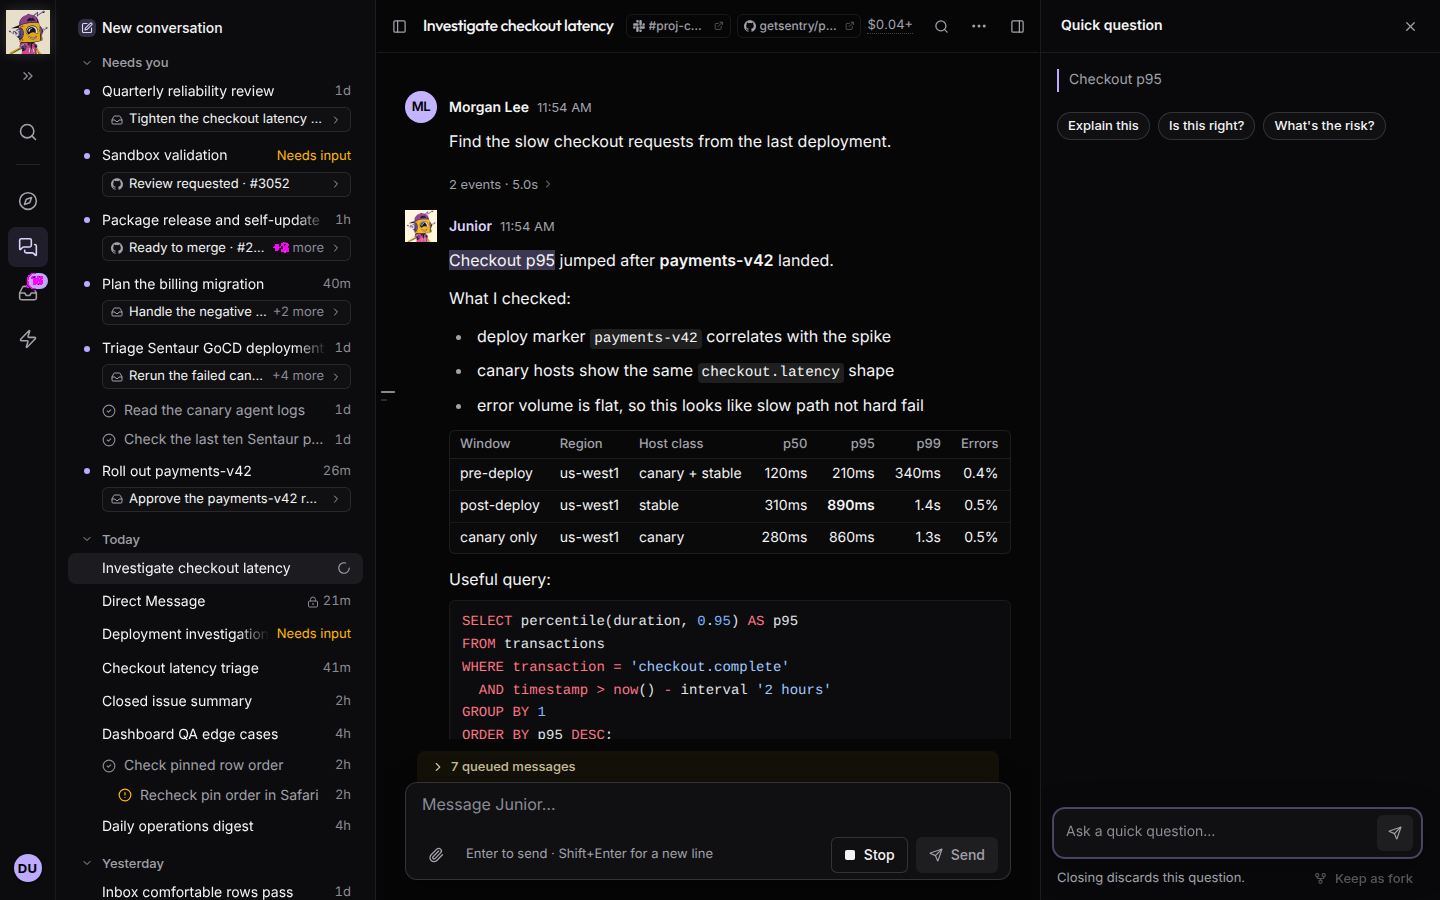 New conversation
Needs you
Quarterly reliability review 1d
Tighten the checkout latency ...
Sandbox validation Needs input
Review requested · #3052
Package release and self-update 1h
Ready to merge · #2... more
Plan the billing migration 40m
Handle the negative ... +2 more
Triage Sentaur GoCD deployment 1d
Rerun the failed can... +4 more
Read the canary agent logs 1d
Check the last ten Sentaur p... 1d
Roll out payments-v42 26m
Approve the payments-v42 r...
Today
Investigate checkout latency
Direct Message 21m
Deployment investigation Needs input
Checkout latency triage 41m
Closed issue summary 2h
Dashboard QA edge cases 4h
Check pinned row order 2h
Recheck pin order in Safari 2h
Daily operations digest 4h
Yesterday
Inbox comfortable rows pass 1d
DU
Investigate checkout latency #proj-c... getsentry/p... $0.04+
ML Morgan Lee 11:54 AM
Find the slow checkout requests from the last deployment.
2 events · 5.0s
Junior 11:54 AM
Checkout p95 jumped after payments-v42 landed.
What I checked:
• deploy marker payments-v42 correlates with the spike
• canary hosts show the same checkout.latency shape
• error volume is flat, so this looks like slow path not hard fail
Window Region Host class p50 p95 p99 Errors
pre-deploy us-west1 canary + stable 120ms 210ms 340ms 0.4%
post-deploy us-west1 stable 310ms 890ms 1.4s 0.5%
canary only us-west1 canary 280ms 860ms 1.3s 0.5%
Useful query:
SELECT percentile(duration, 0.95) AS p95
FROM transactions
WHERE transaction = 'checkout.complete'
AND timestamp > now() - interval '2 hours'
GROUP BY 1
ORDER BY p95 DESC;
7 queued messages
Message Junior...
Enter to send · Shift+Enter for a new line
Stop
Send
Quick question
Checkout p95
Explain this
Is this right?
What's the risk?
Ask a quick question...
Closing discards this question.
Keep as fork